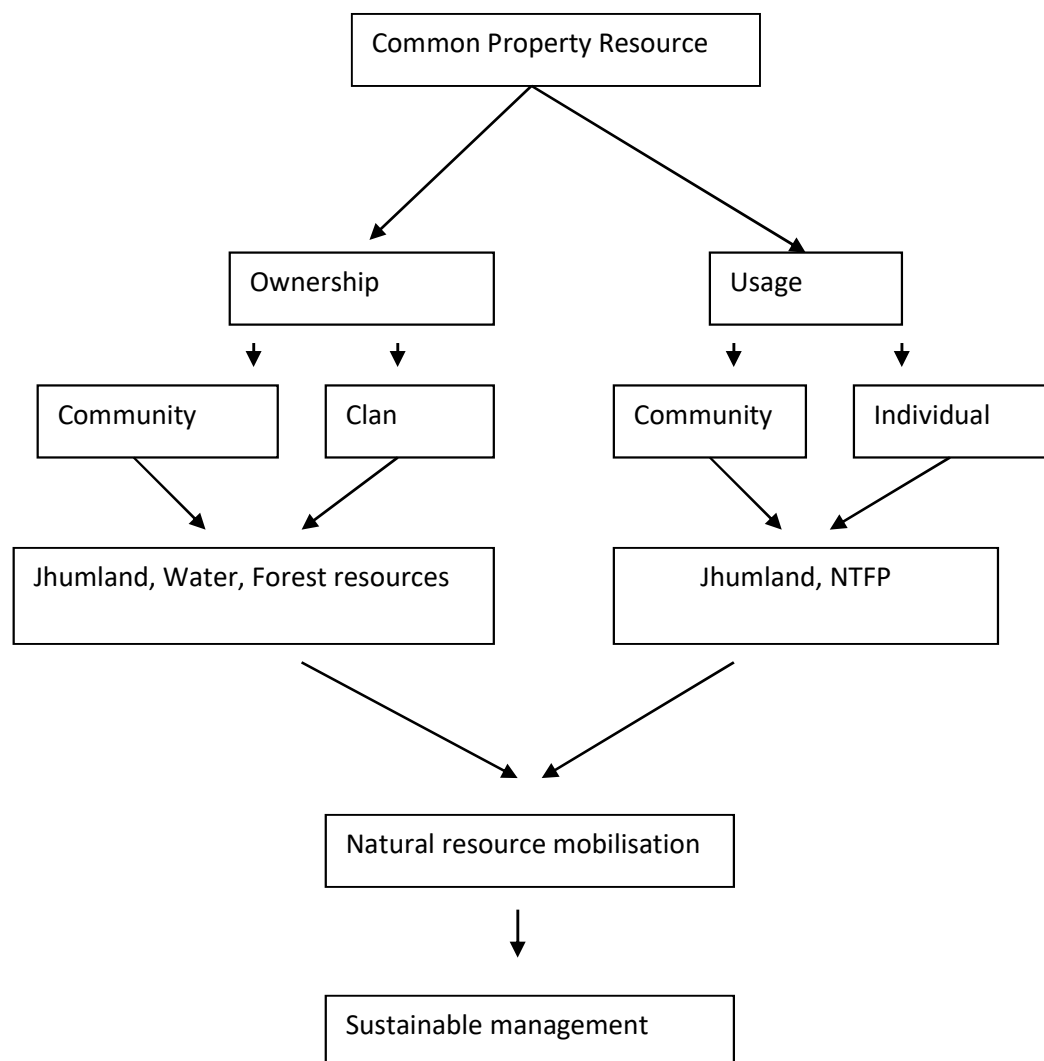 Common Property Resource
Ownership
Usage
Community
Clan
Community
Individual
Jhumland, Water, Forest resources
Jhumland, NTFP
Natural resource mobilisation
Sustainable management